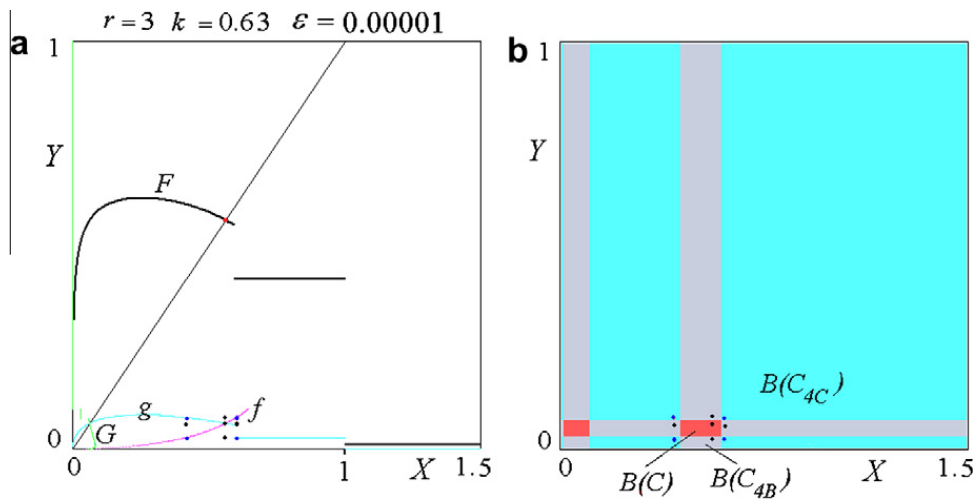 r = 3 k = 0.63 ε = 0.00001
a
1
Y
F
g
f
G
0
0
1
X
1.5
b
1
Y
B(C₄C)
0
0
X
1.5
B(C)
B(C₄B)